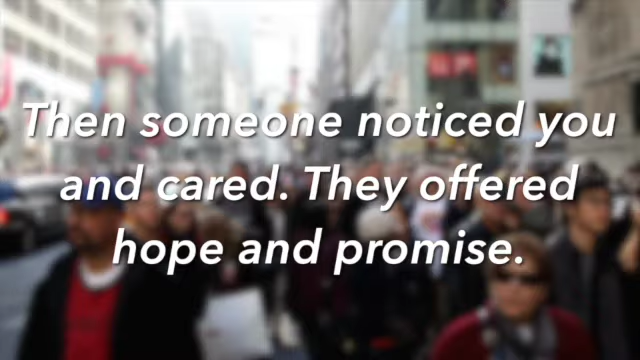 Then someone noticed you
and cared. They offered
hope and promise.